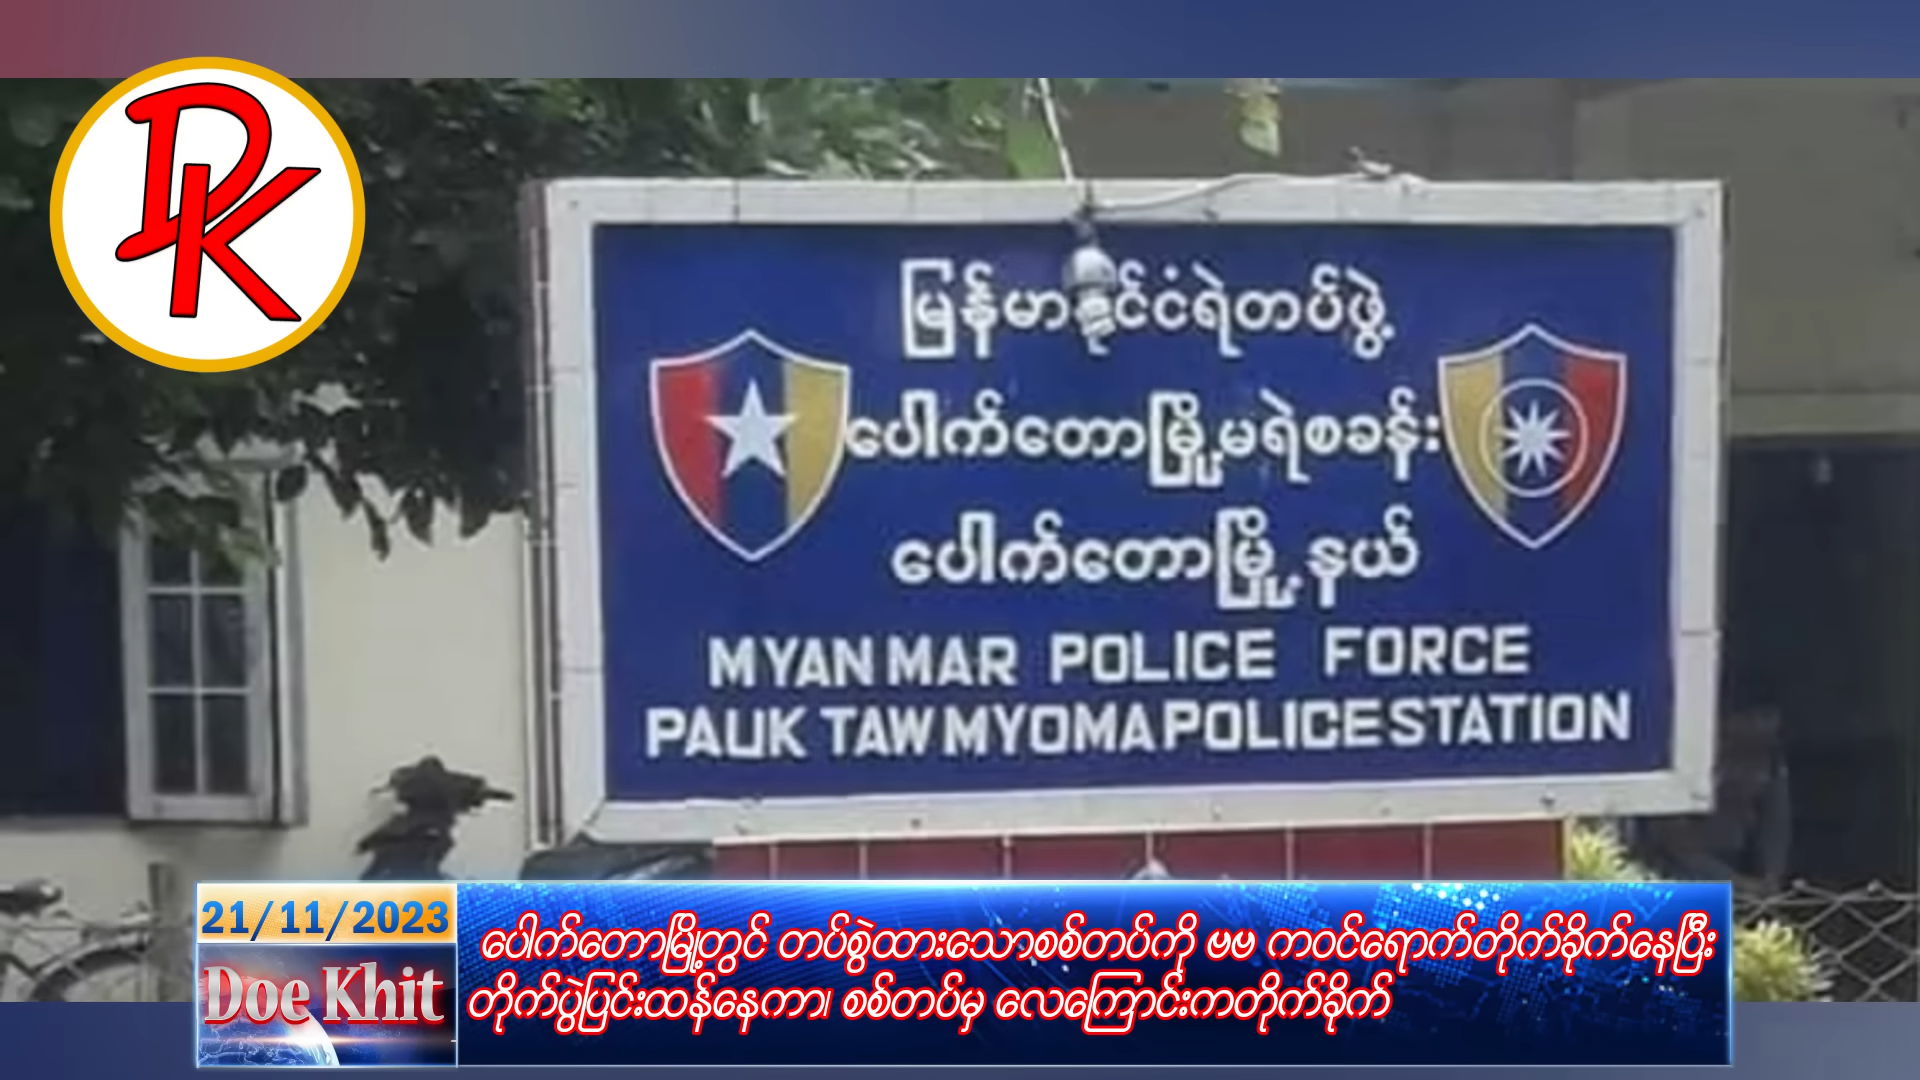 DK
မြန်မာနိုင်ငံရဲတပ်ဖွဲ့
ပေါက်တောမြို့မရဲစခန်း
ပေါက်တောမြို့နယ်
MYANMAR POLICE FORCE
PAUK TAW MYOMA POLICE STATION
21/11/2023
Doe Khit
ပေါက်တောမြို့တွင် တပ်စွဲထားသောစစ်တပ်ကို ဗဗ ကဝင်ရောက်တိုက်ခိုက်နေပြီး
တိုက်ပွဲပြင်းထန်နေကာ၊ စစ်တပ်မှ လေကြောင်းကတိုက်ခိုက်